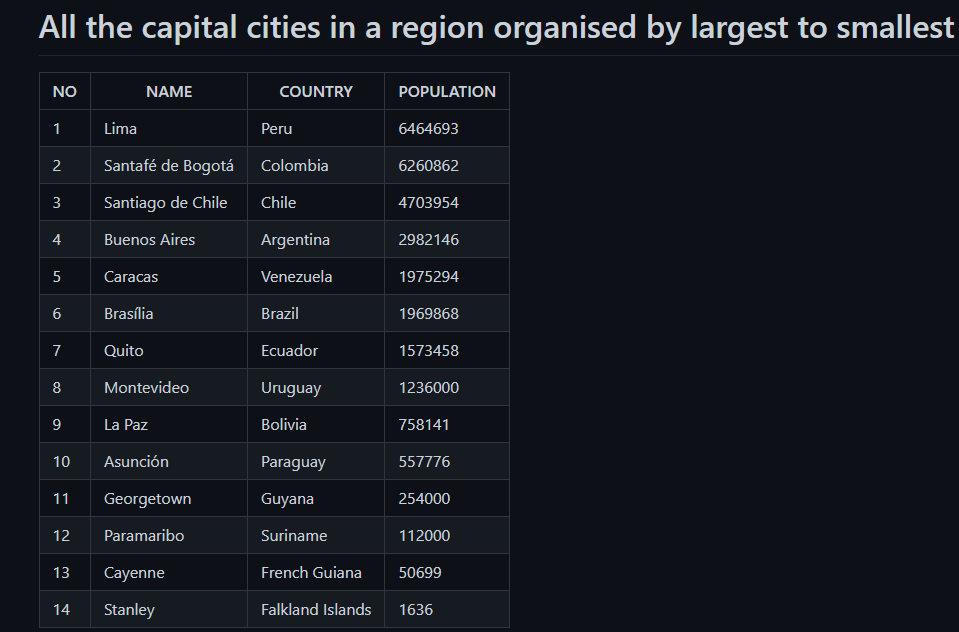 All the capital cities in a region organised by largest to smallest
NO NAME COUNTRY POPULATION
1 Lima Peru 6464693
2 Santafé de Bogotá Colombia 6260862
3 Santiago de Chile Chile 4703954
4 Buenos Aires Argentina 2982146
5 Caracas Venezuela 1975294
6 Brasília Brazil 1969868
7 Quito Ecuador 1573458
8 Montevideo Uruguay 1236000
9 La Paz Bolivia 758141
10 Asunción Paraguay 557776
11 Georgetown Guyana 254000
12 Paramaribo Suriname 112000
13 Cayenne French Guiana 50699
14 Stanley Falkland Islands 1636